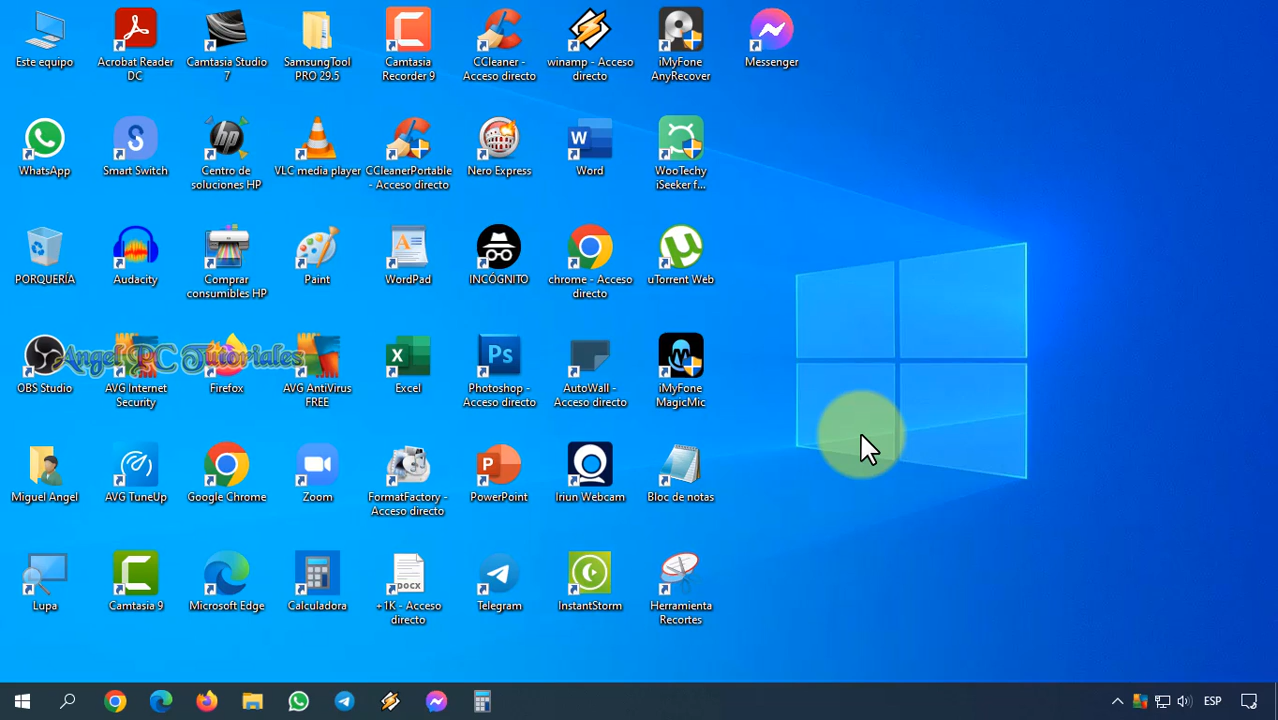 Este equipo
Acrobat Reader
DC
Camtasia Studio
7
SamsungTool
PRO 29.5
Camtasia
Recorder 9
CCleaner -
Acceso directo
winamp - Acceso
directo
iMyFone
AnyRecover
Messenger
WhatsApp
Smart Switch
Centro de
soluciones HP
VLC media player
CCleanerPortable
- Acceso directo
Nero Express
Word
WooTechy
iSeeker f...
PORQUERÍA
Audacity
Comprar
consumibles HP
Paint
WordPad
INCÓGNITO
chrome - Acceso
directo
uTorrent Web
Angel PC Tutoriales
OBS Studio
AVG Internet
Security
Firefox
AVG AntiVirus
FREE
Excel
Photoshop -
Acceso directo
AutoWall -
Acceso directo
iMyFone
MagicMic
Miguel Angel
AVG TuneUp
Google Chrome
Zoom
FormatFactory -
Acceso directo
PowerPoint
Iriun Webcam
Bloc de notas
Lupa
Camtasia 9
Microsoft Edge
Calculadora
DOCX
+1K - Acceso
directo
Telegram
InstantStorm
Herramienta
Recortes
ESP